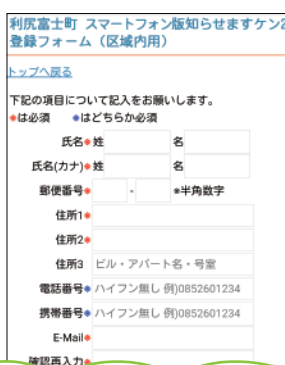 利尻富士町 スマートフォン版知らせますケン2
登録フォーム（区域内用）
トップへ戻る
下記の項目について記入をお願いします。
●は必須 ●はどちらか必須
氏名● 姓 名
氏名(カナ)● 姓 名
郵便番号● - ※半角数字
住所1●
住所2●
住所3 ビル・アパート名・号室
電話番号● ハイフン無し 例)0852601234
携帯番号● ハイフン無し 例)0852601234
E-Mail●
確認再入力●